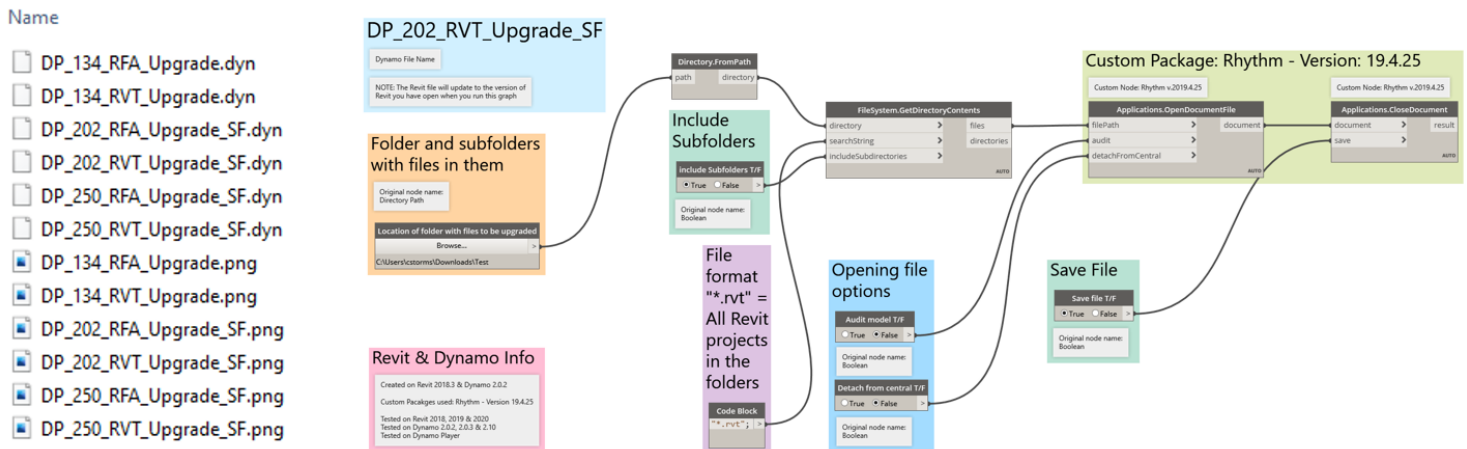 Name
DP_134_RFA_Upgrade.dyn
DP_134_RVT_Upgrade.dyn
DP_202_RFA_Upgrade_SF.dyn
DP_202_RVT_Upgrade_SF.dyn
DP_250_RFA_Upgrade_SF.dyn
DP_250_RVT_Upgrade_SF.dyn
DP_134_RFA_Upgrade.png
DP_134_RVT_Upgrade.png
DP_202_RFA_Upgrade_SF.png
DP_202_RVT_Upgrade_SF.png
DP_250_RFA_Upgrade_SF.png
DP_250_RVT_Upgrade_SF.png
DP_202_RVT_Upgrade_SF
Dynamo File Name
NOTE: The Revit file will update to the version of
Revit you have open when you run this graph
Folder and subfolders
with files in them
Original node name:
Directory Path
Location of folder with files to be upgraded
Browse...
>
C:\Users\cstorms\Downloads\Test
Revit & Dynamo Info
Created on Revit 2018.3 & Dynamo 2.0.2
Custom Pacakges used: Rhythm - Version 19.4.25
Tested on Revit 2018, 2019 & 2020
Tested on Dynamo 2.0.2, 2.0.3 & 2.10
Tested on Dynamo Player
Directory.FromPath
path directory
Include
Subfolders
include Subfolders T/F
True False >
Original node name:
Boolean
File
format
"*.rvt" =
All Revit
projects
in the
folders
Code Block
"*.rvt"; >
FileSystem.GetDirectoryContents
directory > files
searchString > directories
includeSubdirectories >
AUTO
Opening file
options
Audit model T/F
True False >
Original node name:
Boolean
Detach from central T/F
True False >
Original node name:
Boolean
Custom Package: Rhythm - Version: 19.4.25
Custom Node: Rhythm v.2019.4.25
Applications.OpenDocumentFile
filePath > document
audit >
detachFromCentral >
AUTO
Custom Node: Rhythm v.2019.4.25
Applications.CloseDocument
document > result
save >
AUTO
Save File
Save file T/F
True False >
Original node name:
Boolean